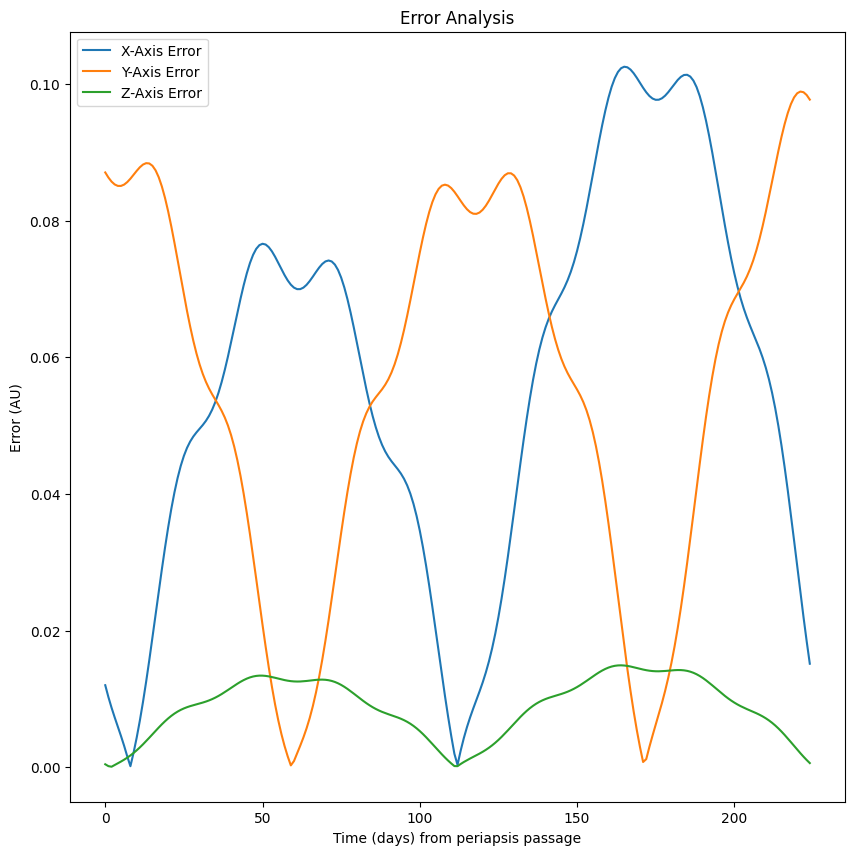 Error Analysis
X-Axis Error
Y-Axis Error
Z-Axis Error
0.10
0.08
0.06
0.04
0.02
0.00
Error (AU)
0 50 100 150 200
Time (days) from periapsis passage